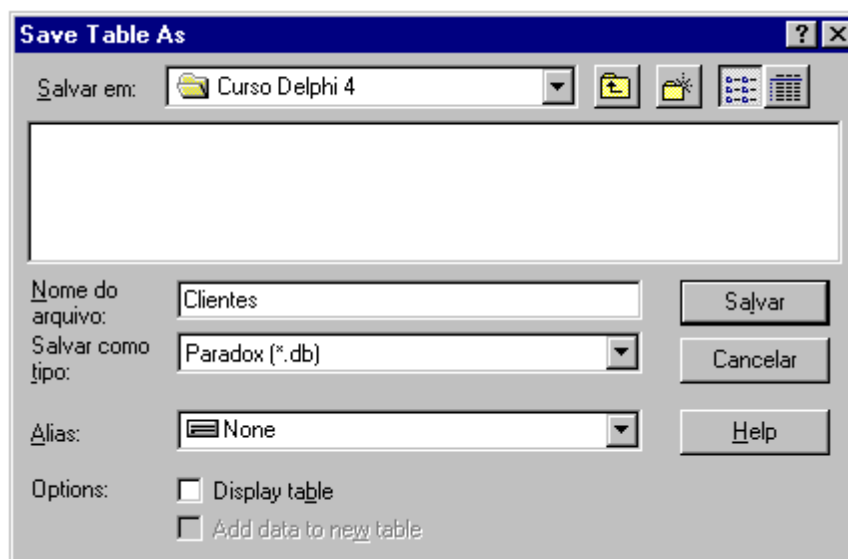 Save Table As
Salvar em: Curso Delphi 4
Nome do arquivo: Clientes
Salvar
Salvar como tipo: Paradox (*.db)
Cancelar
Alias: None
Help
Options: Display table
Add data to new table